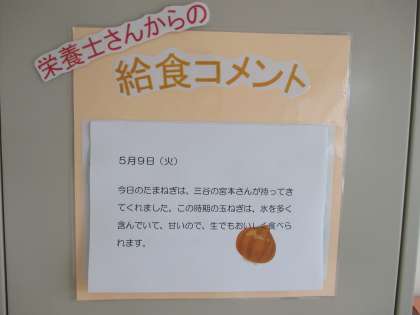 栄養士さんからの
給食コメント
5月9日（火）
今日のたまねぎは、三谷の宮本さんが持ってき
てくれました。この時期の玉ねぎは、水を多く
含んでいて、甘いので、生でもおいしく食べら
れます。